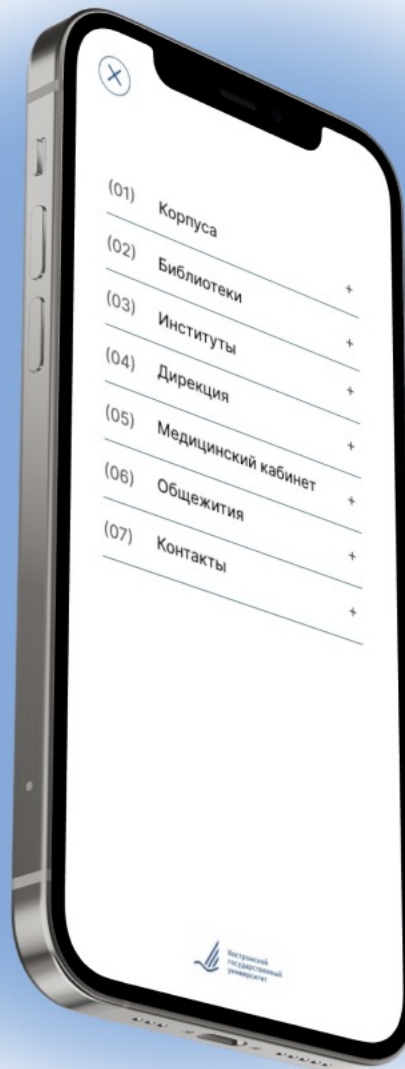 (01) Корпуса +
(02) Библиотеки +
(03) Институты +
(04) Дирекция +
(05) Медицинский кабинет +
(06) Общежития +
(07) Контакты +
Костромской
государственный
университет